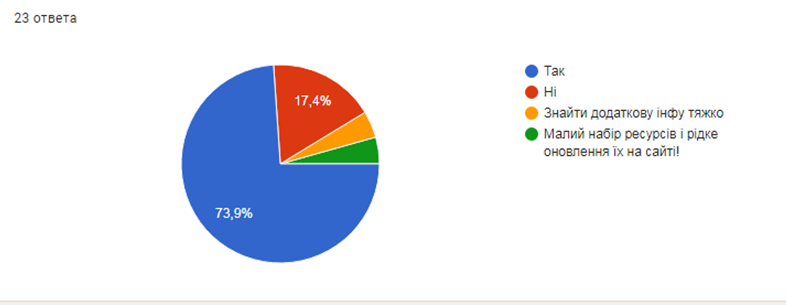 23 ответа
Так
Ні
Знайти додаткову інфу тяжко
Малий набір ресурсів і рідке
оновлення їх на сайті!
17,4%
73,9%